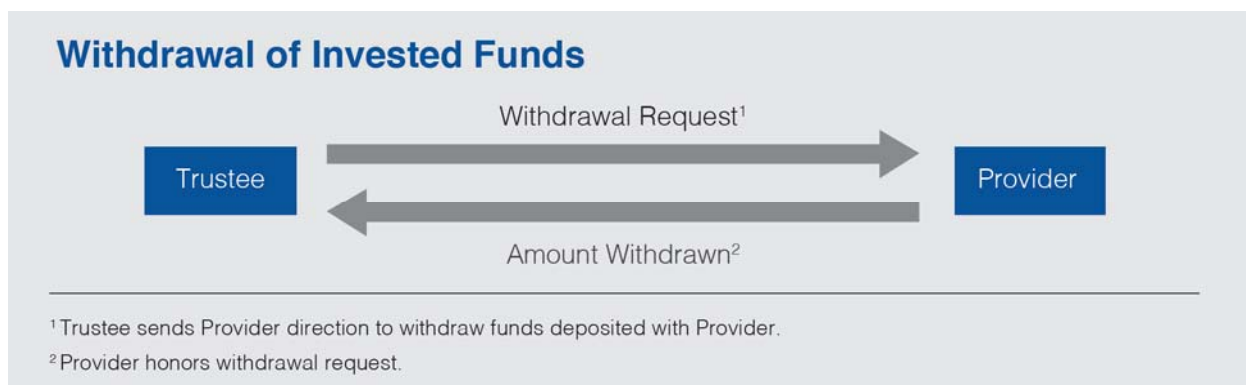 Withdrawal of Invested Funds
Withdrawal Request¹
Trustee
Provider
Amount Withdrawn²
¹ Trustee sends Provider direction to withdraw funds deposited with Provider.
² Provider honors withdrawal request.